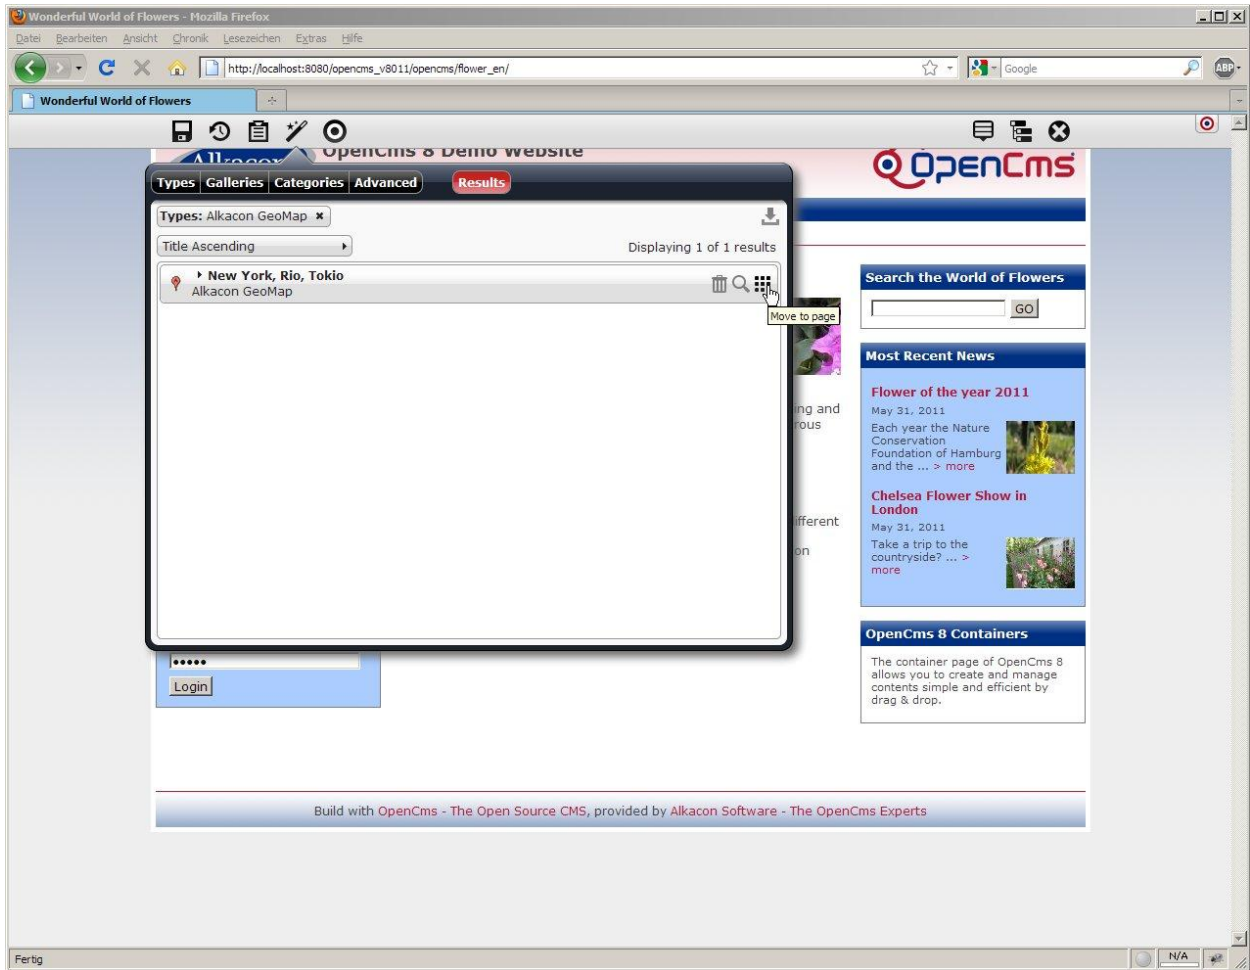 Wonderful World of Flowers - Mozilla Firefox
Datei Bearbeiten Ansicht Chronik Lesezeichen Extras Hilfe
http://localhost:8080/opencms_v8011/opencms/flower_en/
Google
ABP
Wonderful World of Flowers
Alkacon
OpenCms 8 Demo Website
OpenCms
Types Galleries Categories Advanced Results
Types: Alkacon GeoMap
Title Ascending
Displaying 1 of 1 results
New York, Rio, Tokio
Alkacon GeoMap
Move to page
ing and
rous
ifferent
on
Login
Search the World of Flowers
GO
Most Recent News
Flower of the year 2011
May 31, 2011
Each year the Nature
Conservation
Foundation of Hamburg
and the ... > more
Chelsea Flower Show in
London
May 31, 2011
Take a trip to the
countryside? ... >
more
OpenCms 8 Containers
The container page of OpenCms 8
allows you to create and manage
contents simple and efficient by
drag & drop.
Build with OpenCms - The Open Source CMS, provided by Alkacon Software - The OpenCms Experts
Fertig
N/A